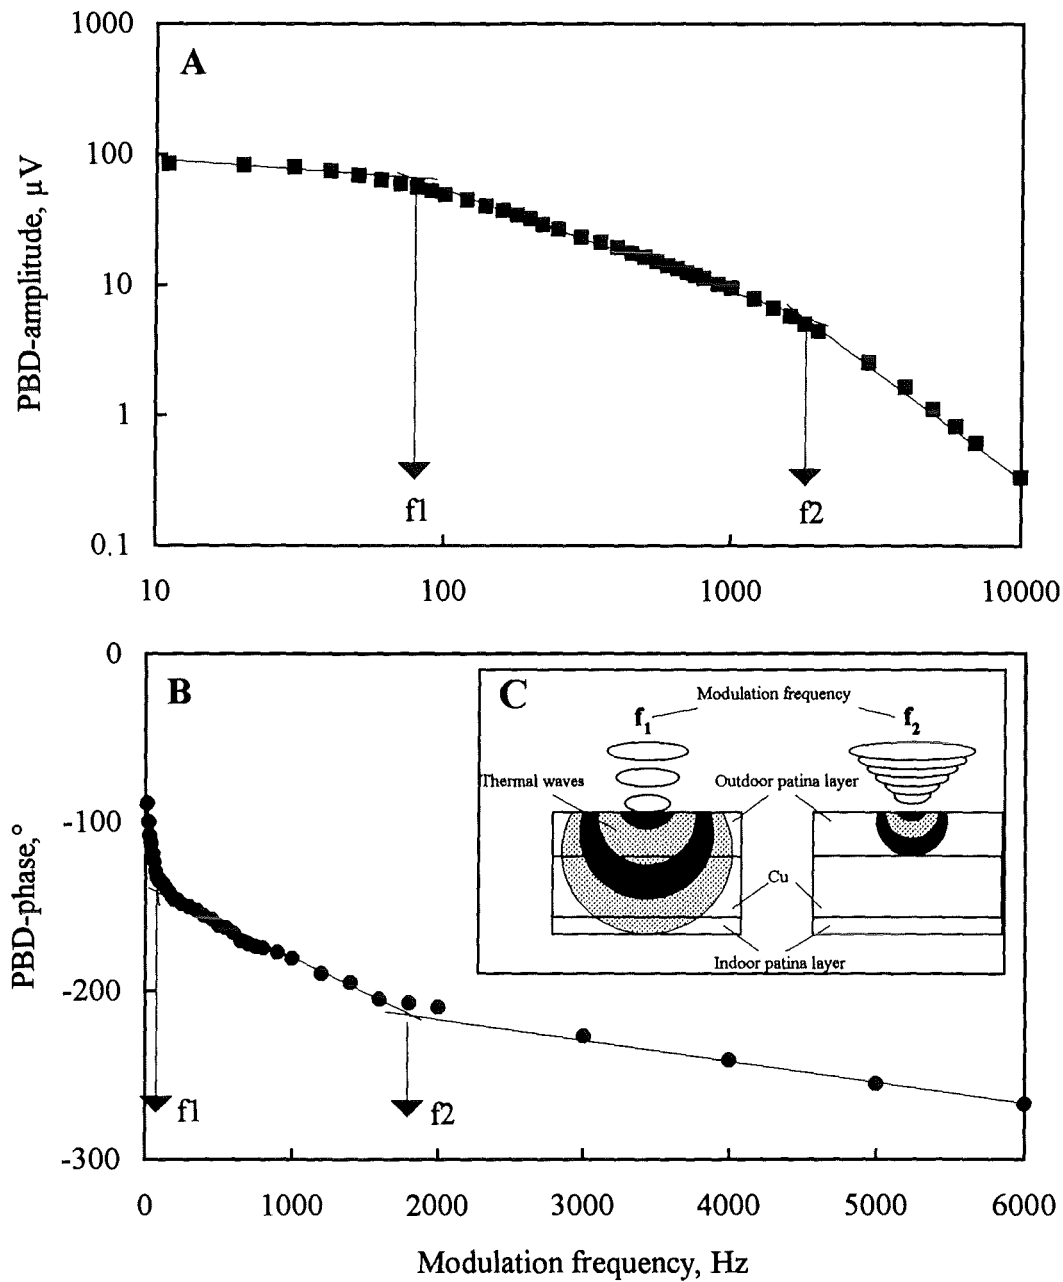 1000
A
100
10
1
0.1
PBD-amplitude, µV
f1
f2
10 100 1000 10000
0
B
-100
-200
-300
PBD-phase,°
f1
f2
C
Modulation frequency
f1
f2
Thermal waves
Outdoor patina layer
Cu
Indoor patina layer
0 1000 2000 3000 4000 5000 6000
Modulation frequency, Hz